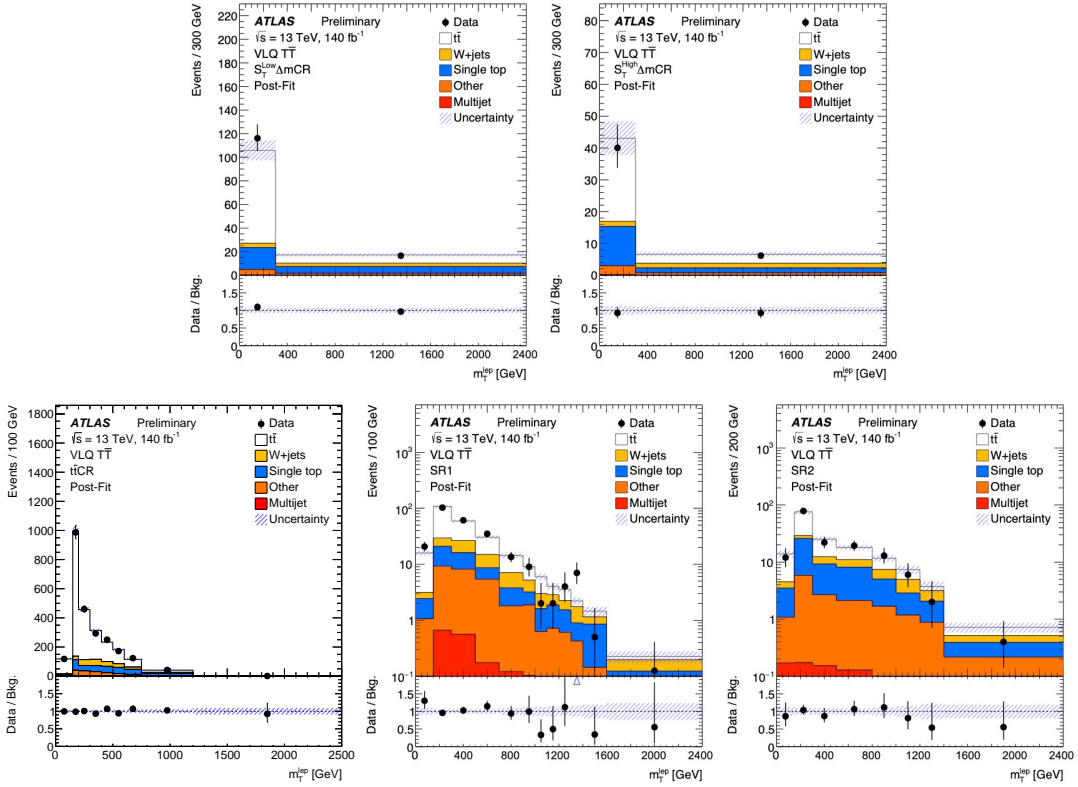 ATLAS Preliminary
√s = 13 TeV, 140 fb⁻¹
VLQ TT̅
S_T^Low ΔmCR
Post-Fit
Data
tt̄
W+jets
Single top
Other
Multijet
Uncertainty
Events / 300 GeV
220
200
180
160
140
120
100
80
60
40
20
0
Data / Bkg.
1.5
1
0.5
0
0 400 800 1200 1600 2000 2400
m_T^lep [GeV]
ATLAS Preliminary
√s = 13 TeV, 140 fb⁻¹
VLQ TT̅
S_T^High ΔmCR
Post-Fit
Data
tt̄
W+jets
Single top
Other
Multijet
Uncertainty
Events / 300 GeV
80
70
60
50
40
30
20
10
0
Data / Bkg.
1.5
1
0.5
0
0 400 800 1200 1600 2000 2400
m_T^lep [GeV]
ATLAS Preliminary
√s = 13 TeV, 140 fb⁻¹
VLQ TT̅
tt̄CR
Post-Fit
Data
tt̄
W+jets
Single top
Other
Multijet
Uncertainty
Events / 100 GeV
1800
1600
1400
1200
1000
800
600
400
200
0
Data / Bkg.
1.5
1
0.5
0
0 500 1000 1500 2000 2500
m_T^lep [GeV]
ATLAS Preliminary
√s = 13 TeV, 140 fb⁻¹
VLQ TT̅
SR1
Post-Fit
Data
tt̄
W+jets
Single top
Other
Multijet
Uncertainty
Events / 100 GeV
10³
10²
10
1
10⁻¹
Data / Bkg.
1.5
1
0.5
0
0 400 800 1200 1600 2000 2400
m_T^lep [GeV]
ATLAS Preliminary
√s = 13 TeV, 140 fb⁻¹
VLQ TT̅
SR2
Post-Fit
Data
tt̄
W+jets
Single top
Other
Multijet
Uncertainty
Events / 200 GeV
10³
10²
10
1
10⁻¹
Data / Bkg.
1.5
1
0.5
0
0 400 800 1200 1600 2000 2400
m_T^lep [GeV]